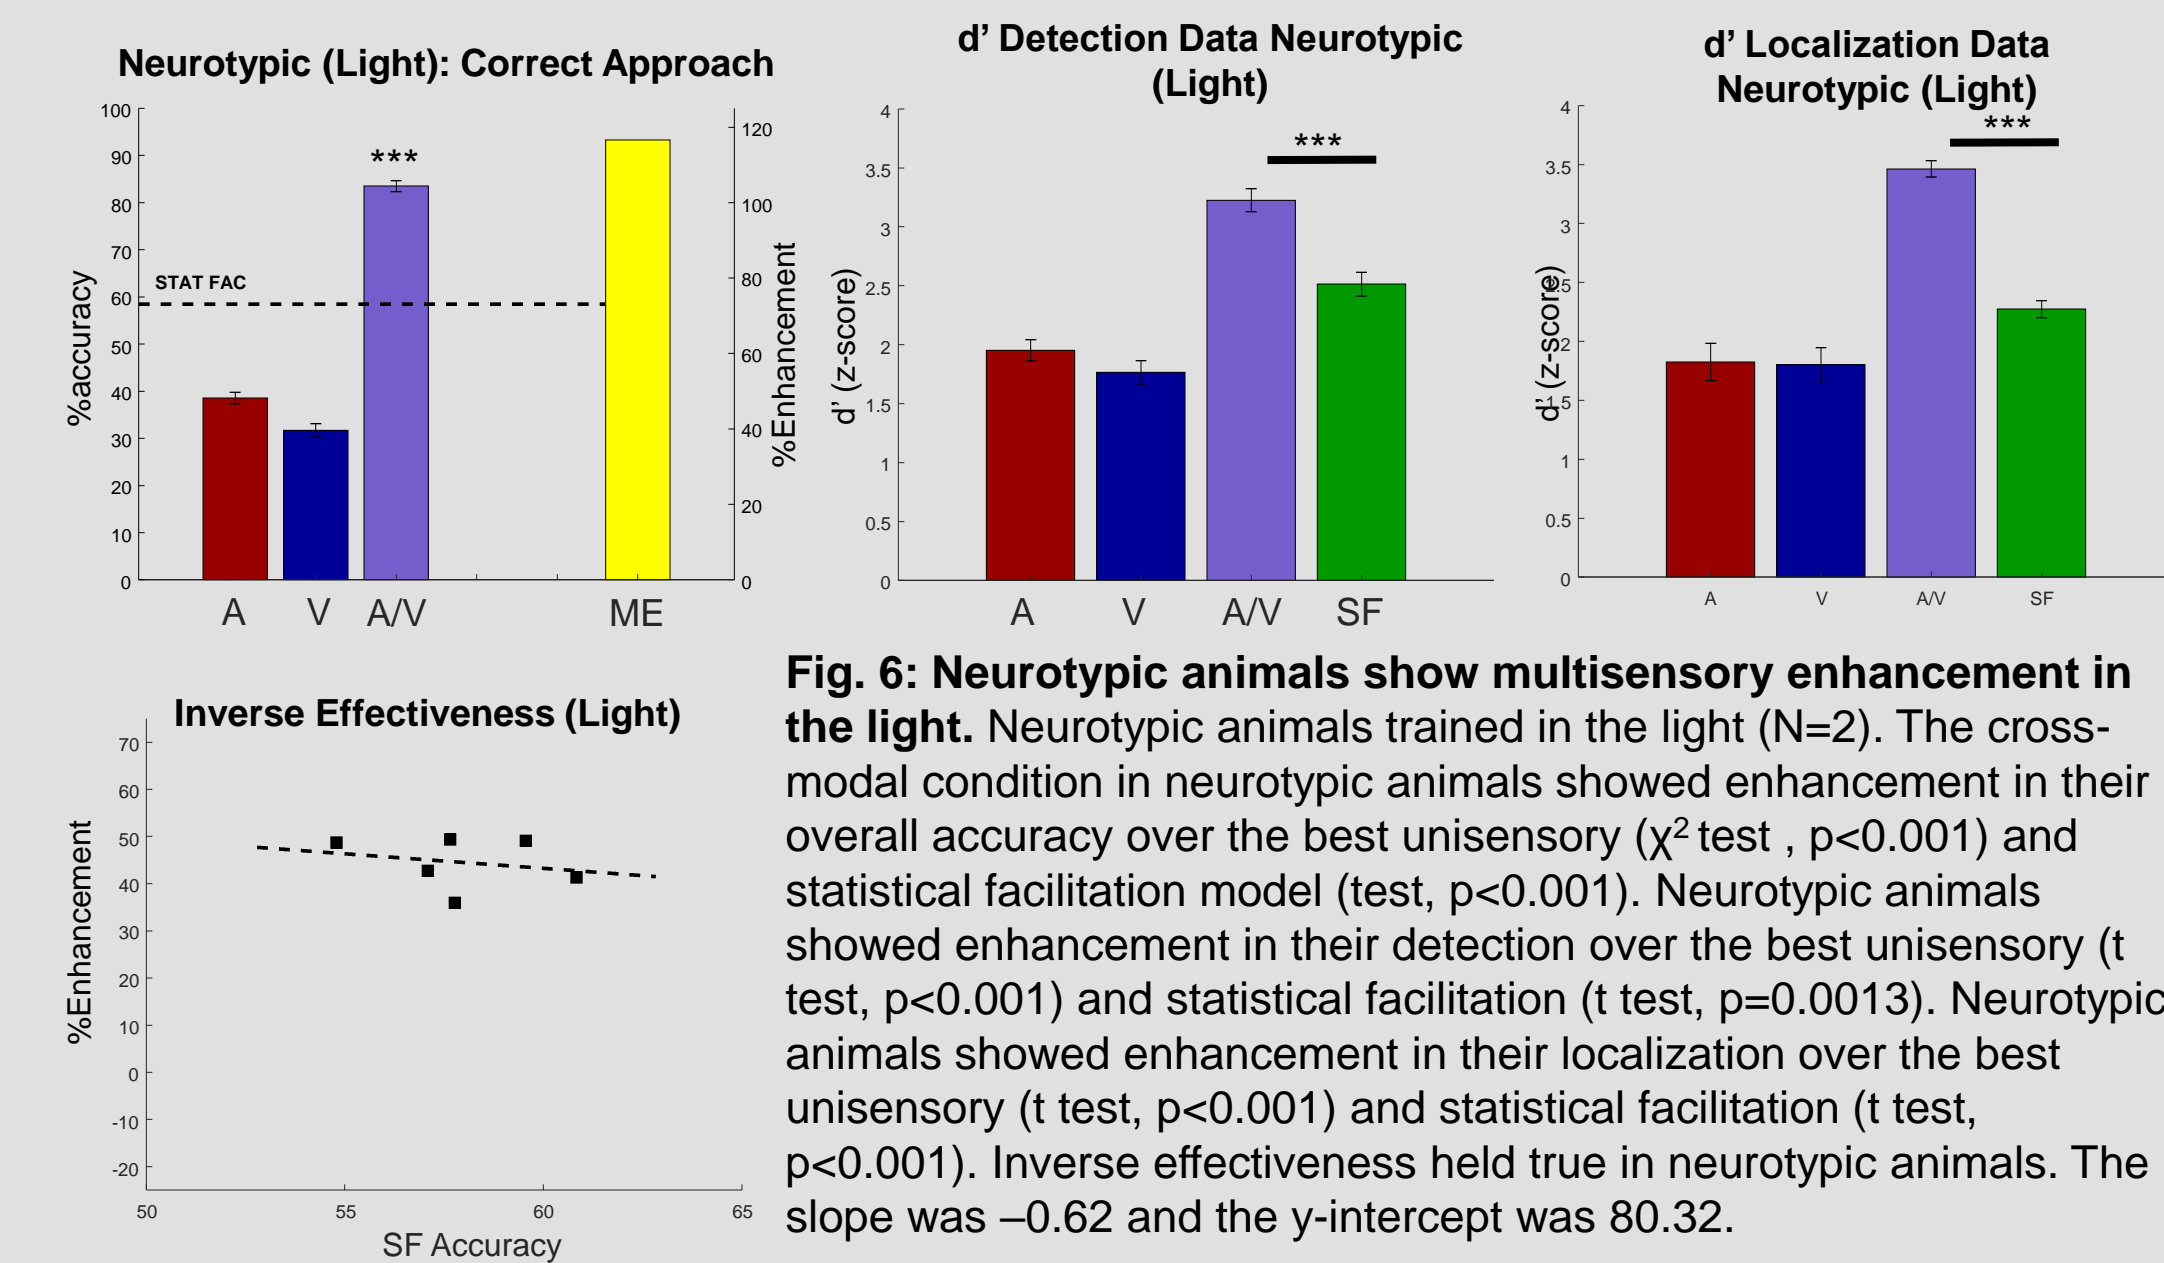 Neurotypic (Light): Correct Approach
100
90
80
70
60
50
40
30
20
10
0
%accuracy
STAT FAC
***
120
100
80
60
40
20
0
%Enhancement
A V A/V ME
d’ Detection Data Neurotypic
(Light)
4
3.5
3
2.5
2
1.5
1
0.5
0
d’ (z-score)
***
A V A/V SF
d’ Localization Data
Neurotypic (Light)
4
3.5
3
2.5
2
1.5
1
0.5
0
d’ (z-score)
***
A V A/V SF
Inverse Effectiveness (Light)
70
60
50
40
30
20
10
0
-10
-20
%Enhancement
50 55 60 65
SF Accuracy
Fig. 6: Neurotypic animals show multisensory enhancement in
the light. Neurotypic animals trained in the light (N=2). The cross-
modal condition in neurotypic animals showed enhancement in their
overall accuracy over the best unisensory (χ² test , p<0.001) and
statistical facilitation model (test, p<0.001). Neurotypic animals
showed enhancement in their detection over the best unisensory (t
test, p<0.001) and statistical facilitation (t test, p=0.0013). Neurotypic
animals showed enhancement in their localization over the best
unisensory (t test, p<0.001) and statistical facilitation (t test,
p<0.001). Inverse effectiveness held true in neurotypic animals. The
slope was –0.62 and the y-intercept was 80.32.